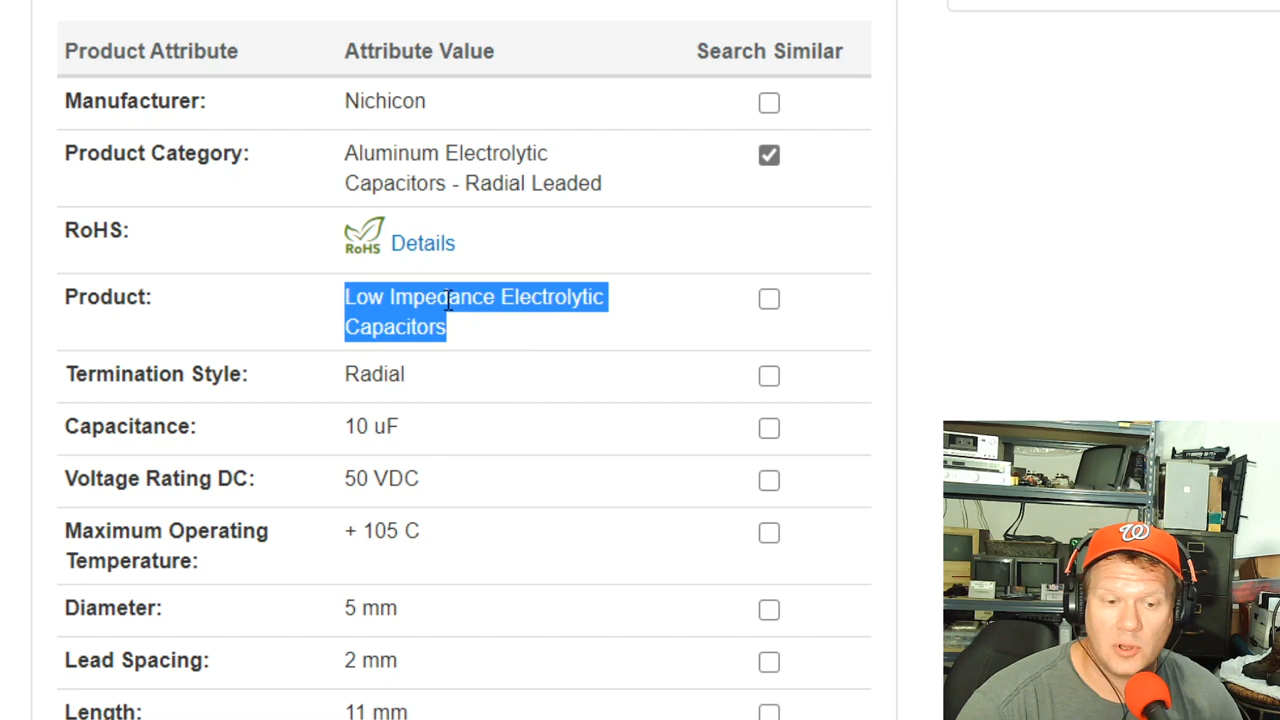 Product Attribute Attribute Value Search Similar
Manufacturer: Nichicon
Product Category: Aluminum Electrolytic
Capacitors - Radial Leaded
RoHS: RoHS Details
Product: Low Impedance Electrolytic
Capacitors
Termination Style: Radial
Capacitance: 10 uF
Voltage Rating DC: 50 VDC
Maximum Operating + 105 C
Temperature:
Diameter: 5 mm
Lead Spacing: 2 mm
Length: 11 mm
W